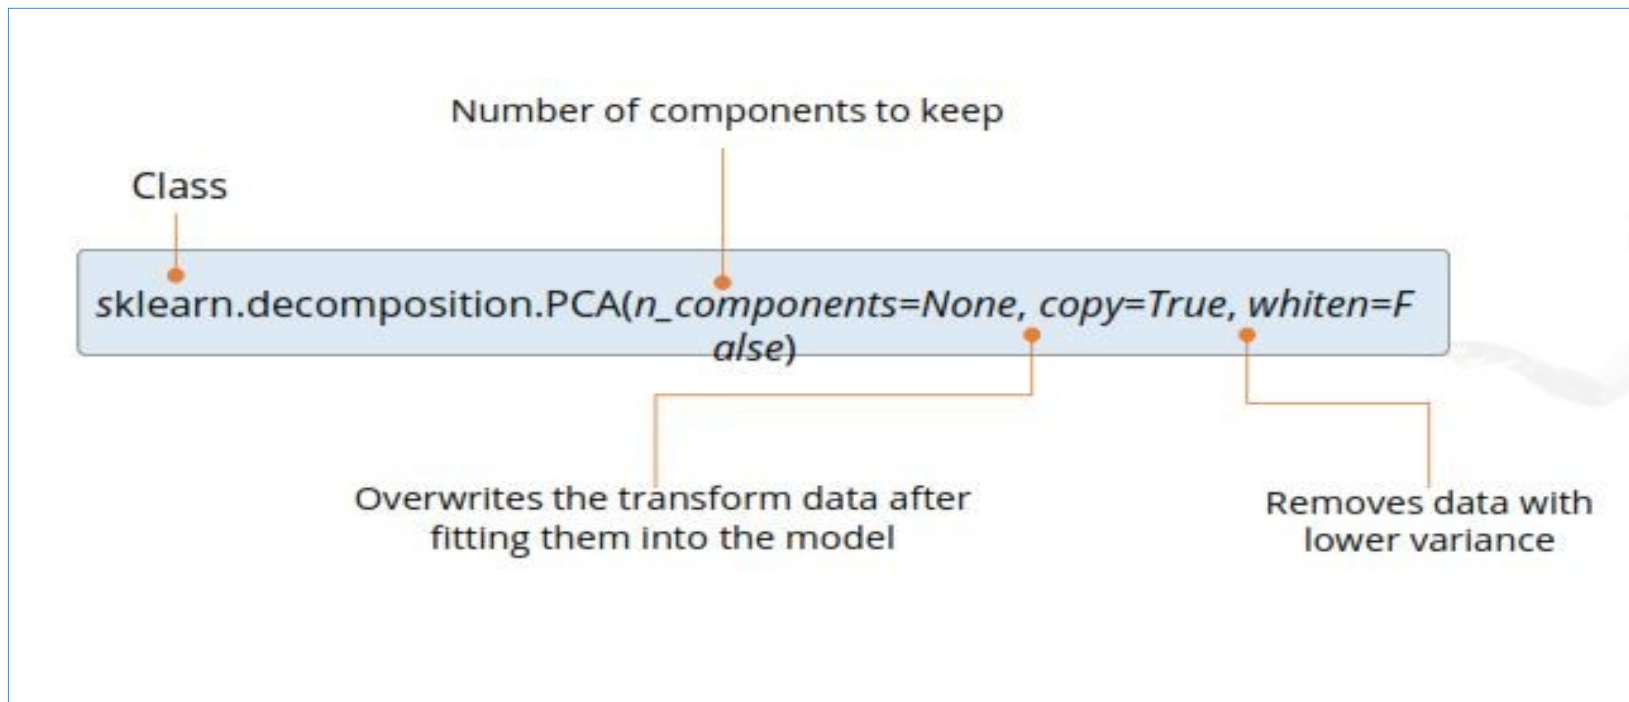 Number of components to keep
Class
sklearn.decomposition.PCA(n_components=None, copy=True, whiten=F
alse)
Overwrites the transform data after
fitting them into the model
Removes data with
lower variance